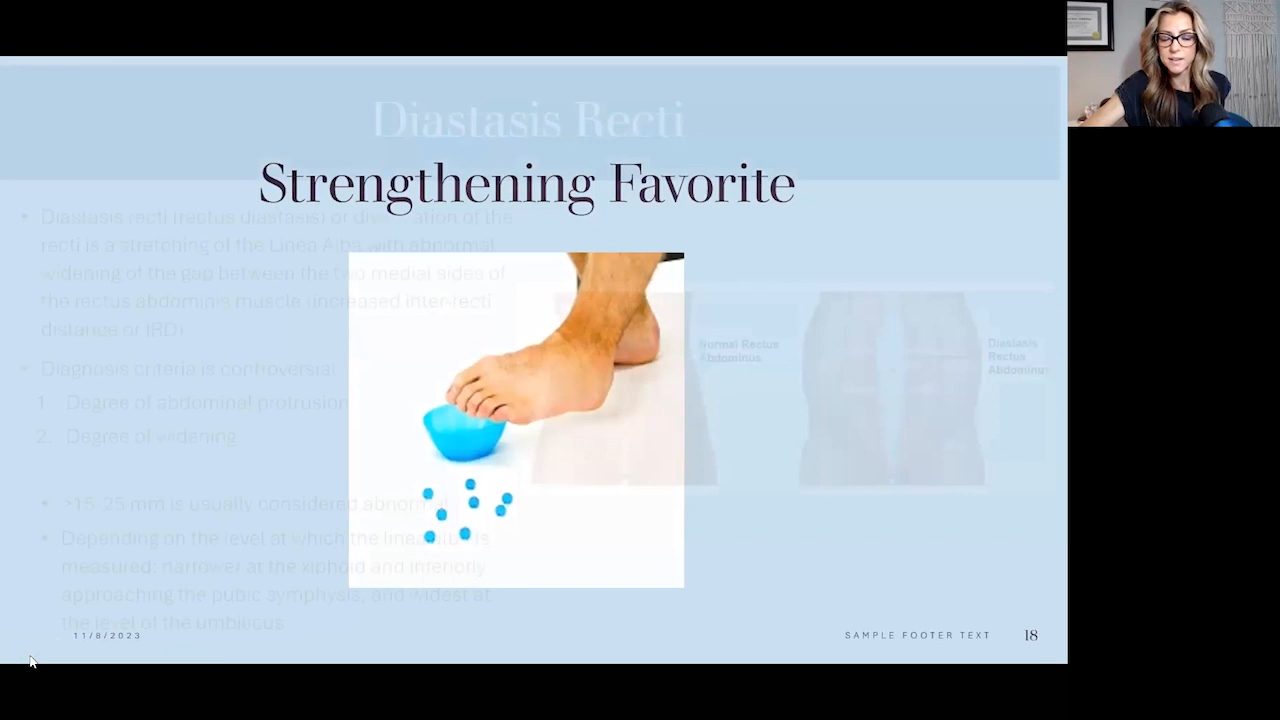 Diastasis Recti
Strengthening Favorite
• Diastasis recti (rectus diastasis) or of the
recti is a stretching of the Linea Alba with abnormal
widening of the gap between the two medial sides of
the rectus abdominis muscle (increased inter-recti
distance or IRD)
• Diagnosis criteria is controversial
1. Degree of abdominal protrusion
2. Degree of widening
• >15-25 mm is usually considered abnormal
• Depending on the level at which the linea alba is
measured: narrower at the xiphoid and inferiorly
approaching the pubic symphysis, and widest at
the level of the umbilicus
Normal Rectus
Abdominus
Diastasis
Rectus
Abdominus
11/8/2023
SAMPLE FOOTER TEXT
18